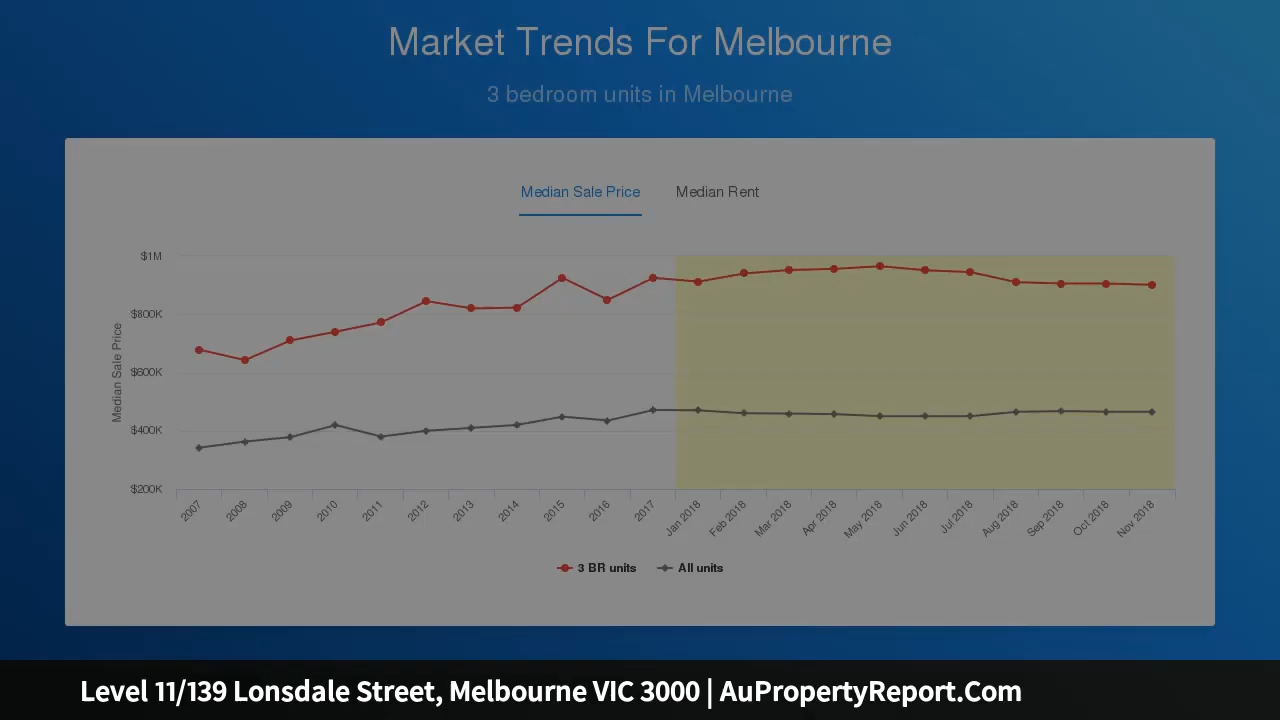 Market Trends For Melbourne
3 bedroom units in Melbourne
Median Sale Price Median Rent
$1M
$800K
$600K
$400K
$200K
Median Sale Price
2007 2008 2009 2010 2011 2012 2013 2014 2015 2016 2017 Jan 2018 Feb 2018 Mar 2018 Apr 2018 May 2018 Jun 2018 Jul 2018 Aug 2018 Sep 2018 Oct 2018 Nov 2018
3 BR units All units
Level 11/139 Lonsdale Street, Melbourne VIC 3000 | AuPropertyReport.Com